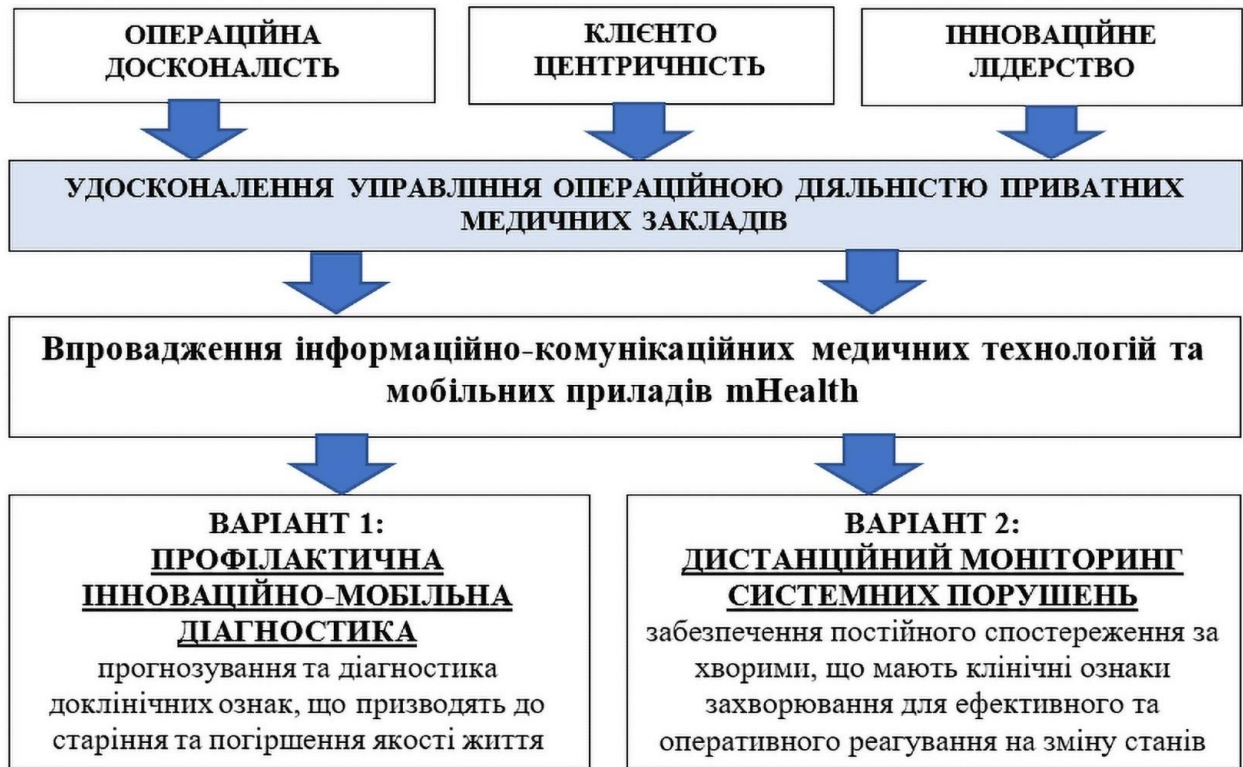 ОПЕРАЦІЙНА
ДОСКОНАЛІСТЬ
КЛІЄНТО
ЦЕНТРИЧНІСТЬ
ІННОВАЦІЙНЕ
ЛІДЕРСТВО
УДОСКОНАЛЕННЯ УПРАВЛІННЯ ОПЕРАЦІЙНОЮ ДІЯЛЬНІСТЮ ПРИВАТНИХ
МЕДИЧНИХ ЗАКЛАДІВ
Впровадження інформаційно-комунікаційних медичних технологій та
мобільних приладів mHealth
ВАРІАНТ 1:
ПРОФІЛАКТИЧНА
ІННОВАЦІЙНО-МОБІЛЬНА
ДІАГНОСТИКА
прогнозування та діагностика
доклінічних ознак, що призводять до
старіння та погіршення якості життя
ВАРІАНТ 2:
ДИСТАНЦІЙНИЙ МОНІТОРИНГ
СИСТЕМНИХ ПОРУШЕНЬ
забезпечення постійного спостереження за
хворими, що мають клінічні ознаки
захворювання для ефективного та
оперативного реагування на зміну станів